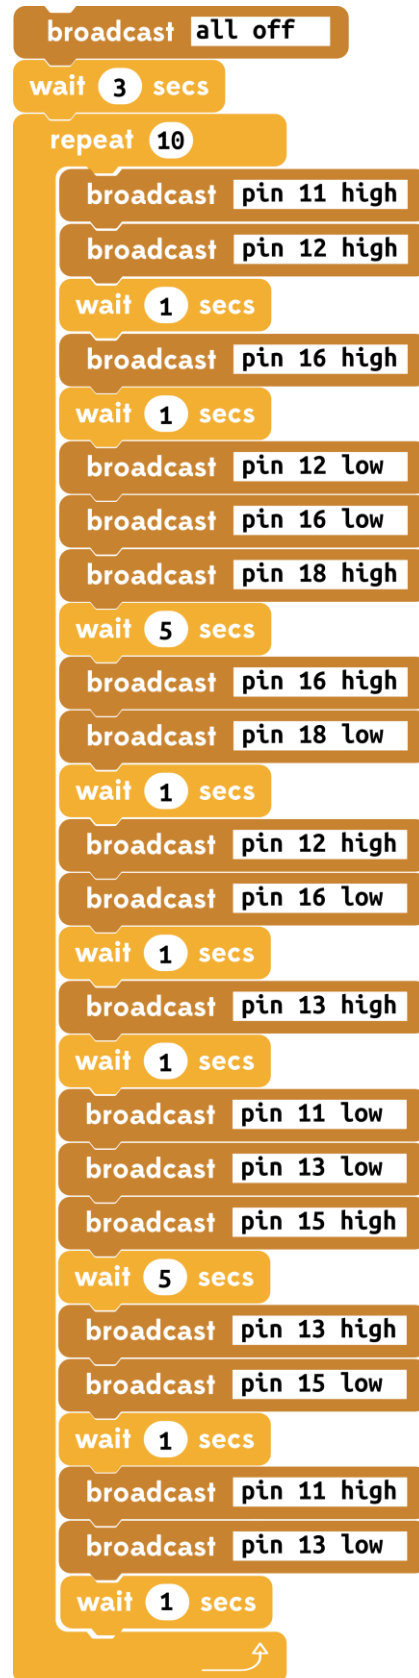 broadcast all off
wait 3 secs
repeat 10
broadcast pin 11 high
broadcast pin 12 high
wait 1 secs
broadcast pin 16 high
wait 1 secs
broadcast pin 12 low
broadcast pin 16 low
broadcast pin 18 high
wait 5 secs
broadcast pin 16 high
broadcast pin 18 low
wait 1 secs
broadcast pin 12 high
broadcast pin 16 low
wait 1 secs
broadcast pin 13 high
wait 1 secs
broadcast pin 11 low
broadcast pin 13 low
broadcast pin 15 high
wait 5 secs
broadcast pin 13 high
broadcast pin 15 low
wait 1 secs
broadcast pin 11 high
broadcast pin 13 low
wait 1 secs